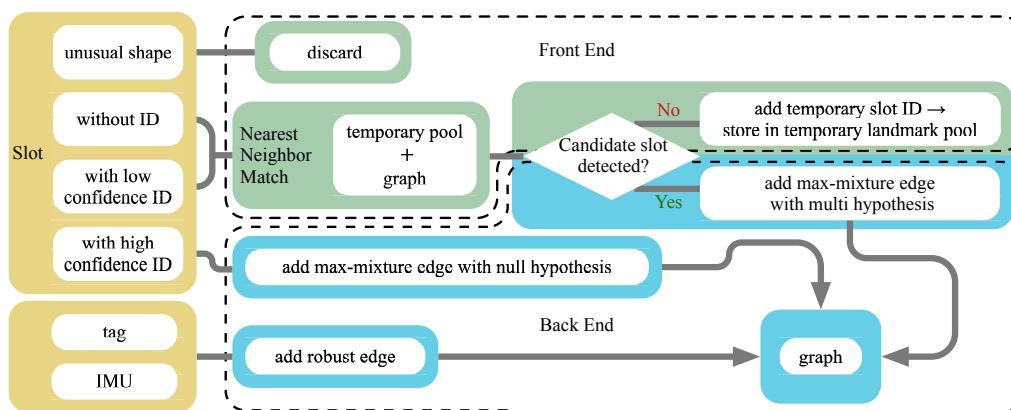 Slot
unusual shape
without ID
with low
confidence ID
with high
confidence ID
tag
IMU
Front End
discard
Nearest
Neighbor
Match
temporary pool
+
graph
Candidate slot
detected?
No
add temporary slot ID →
store in temporary landmark pool
Yes
add max-mixture edge
with multi hypothesis
add max-mixture edge with null hypothesis
Back End
add robust edge
graph